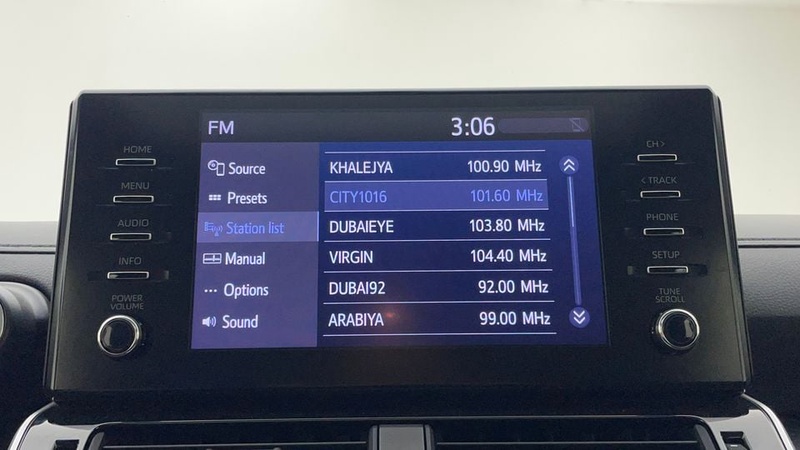 FM 3:06
HOME
MENU
AUDIO
INFO
POWER
VOLUME
Source
Presets
Station list
Manual
Options
Sound
KHALEJYA 100.90 MHz
CITY1016 101.60 MHz
DUBAIEYE 103.80 MHz
VIRGIN 104.40 MHz
DUBAI92 92.00 MHz
ARABIYA 99.00 MHz
CH>
< TRACK
PHONE
SETUP
TUNE
SCROLL